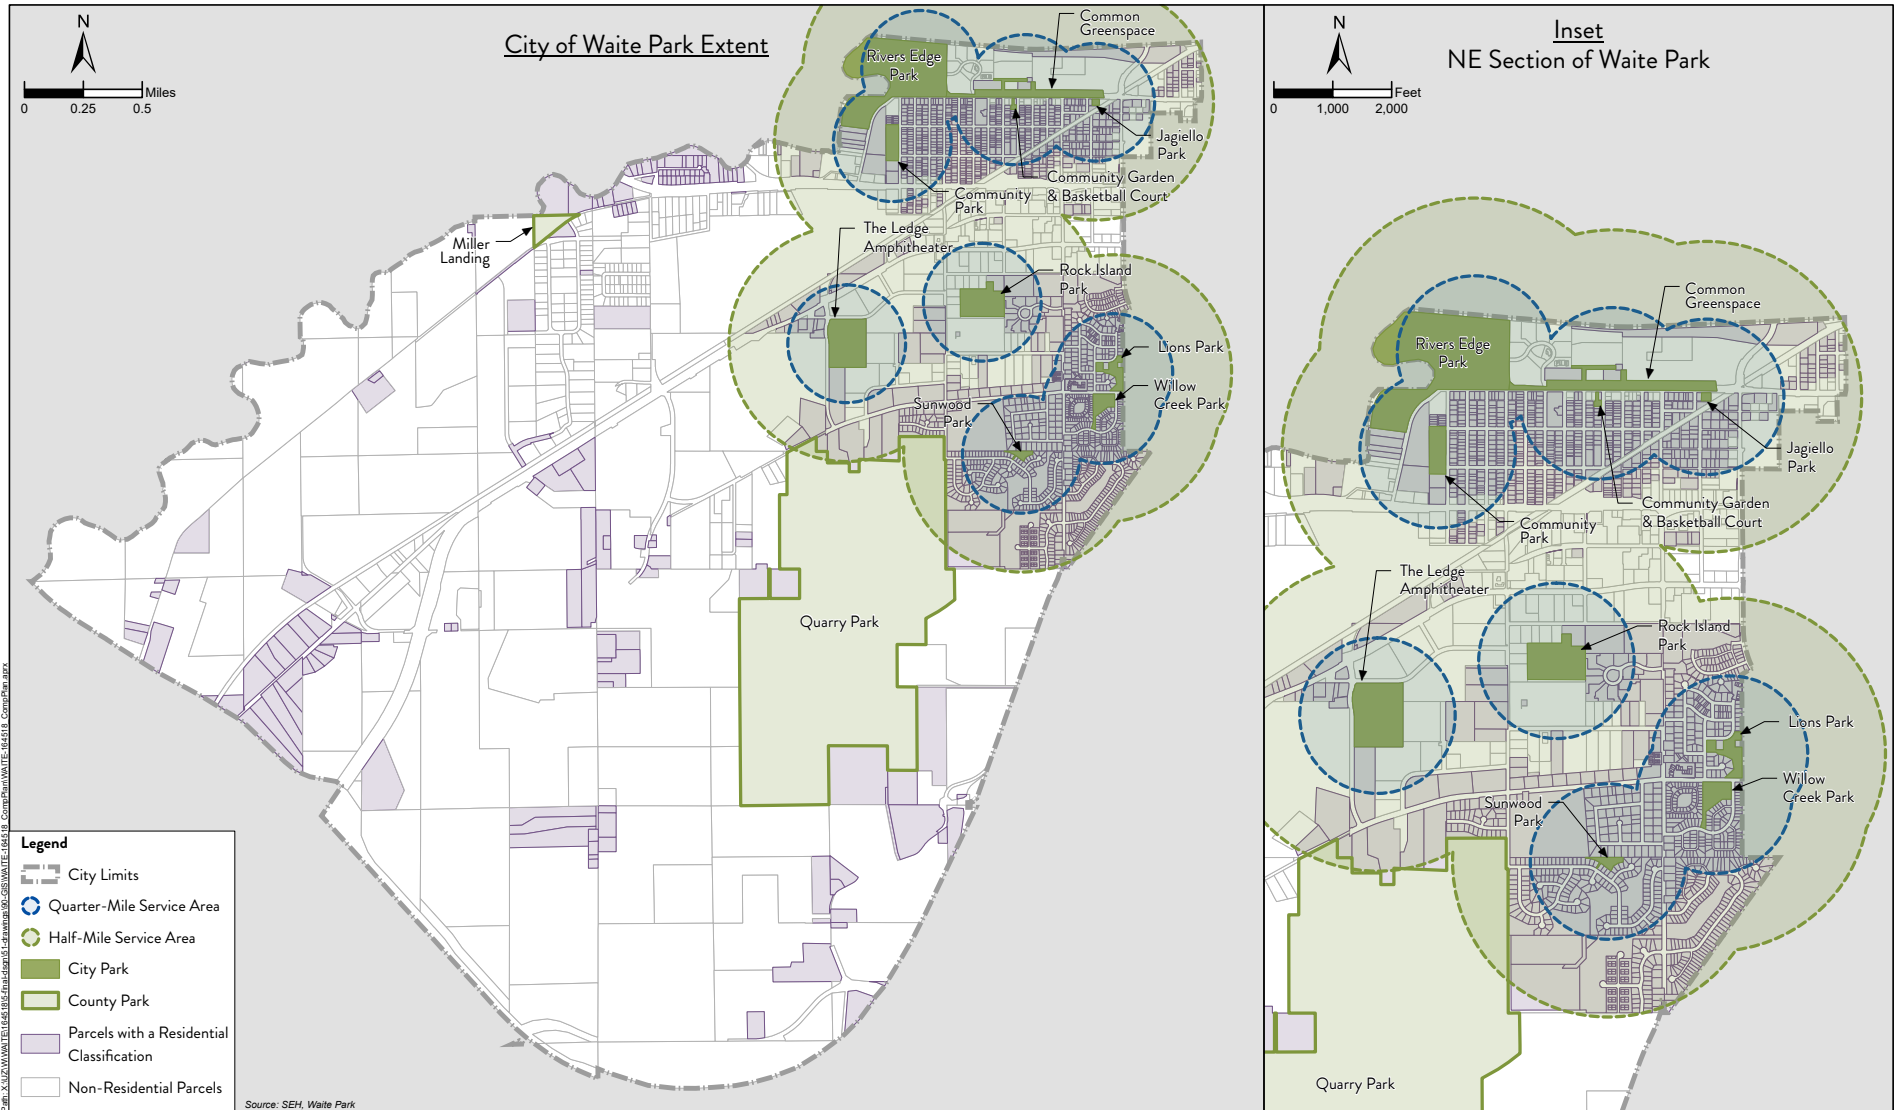 City of Waite Park Extent
N
Miles
0 0.25 0.5
Rivers Edge
Park
Common
Greenspace
Jagiello
Park
Community Garden
& Basketball Court
Community
Park
Miller
Landing
The Ledge
Amphitheater
Rock Island
Park
Lions Park
Willow
Creek Park
Sunwood
Park
Quarry Park
Legend
City Limits
Quarter-Mile Service Area
Half-Mile Service Area
City Park
County Park
Parcels with a Residential
Classification
Non-Residential Parcels
Source: SEH, Waite Park
Inset
NE Section of Waite Park
N
Feet
0 1,000 2,000
Common
Greenspace
Rivers Edge
Park
Jagiello
Park
Community Garden
& Basketball Court
Community
Park
The Ledge
Amphitheater
Rock Island
Park
Lions Park
Willow
Creek Park
Sunwood
Park
Quarry Park